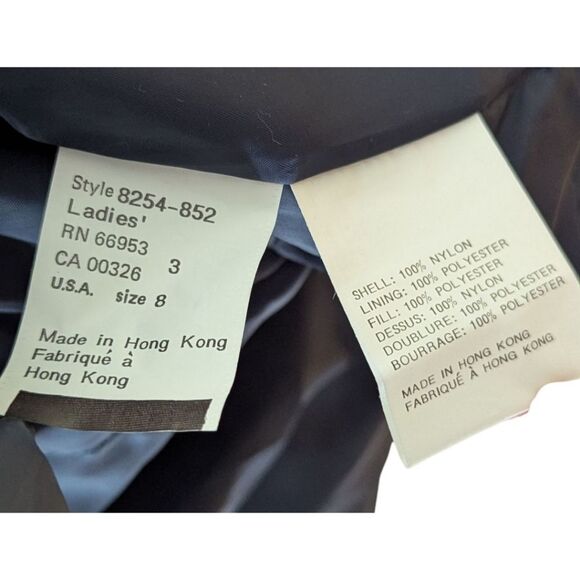 Style 8254-852
Ladies'
RN 66953
CA 00326 3
U.S.A. size 8
Made in Hong Kong
Fabriqué à
Hong Kong
SHELL: 100% NYLON
LINING: 100% POLYESTER
FILL: 100% POLYESTER
DESSUS: 100% NYLON
DOUBLURE: 100% POLYESTER
BOURRAGE: 100% POLYESTER
MADE IN HONG KONG
FABRIQUÉ À HONG KONG